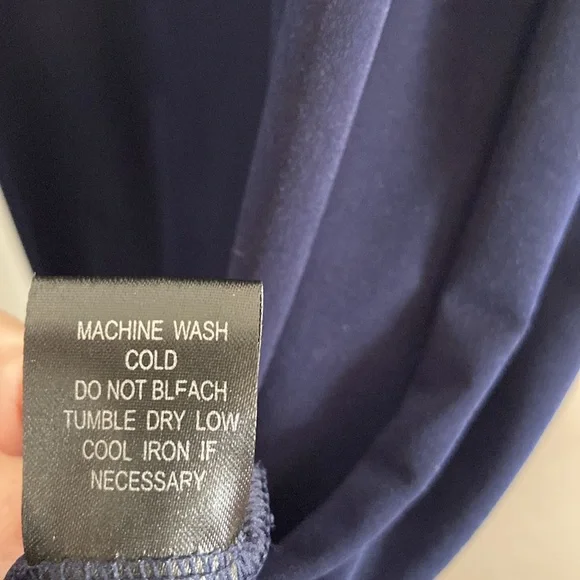 MACHINE WASH
COLD
DO NOT BLEACH
TUMBLE DRY LOW
COOL IRON IF
NECESSARY